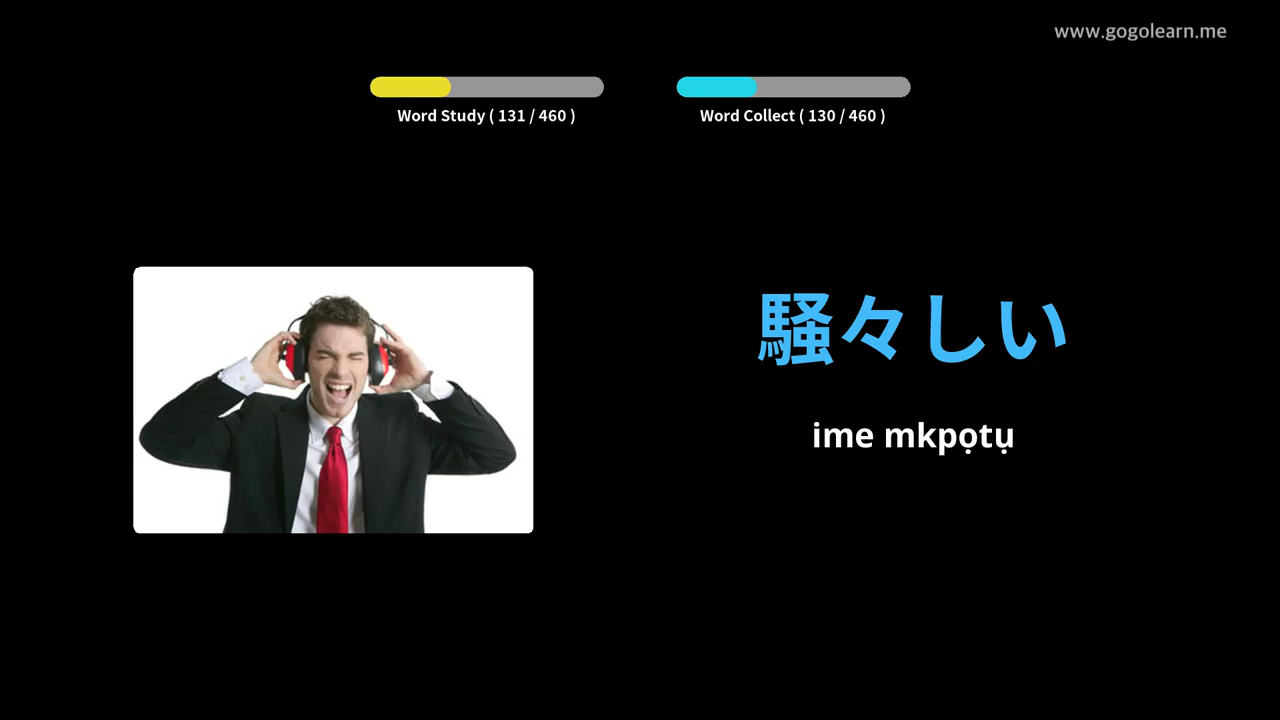 www.gogolearn.me
Word Study ( 131 / 460 )
Word Collect ( 130 / 460 )
騒々しい
ime mkpọtụ